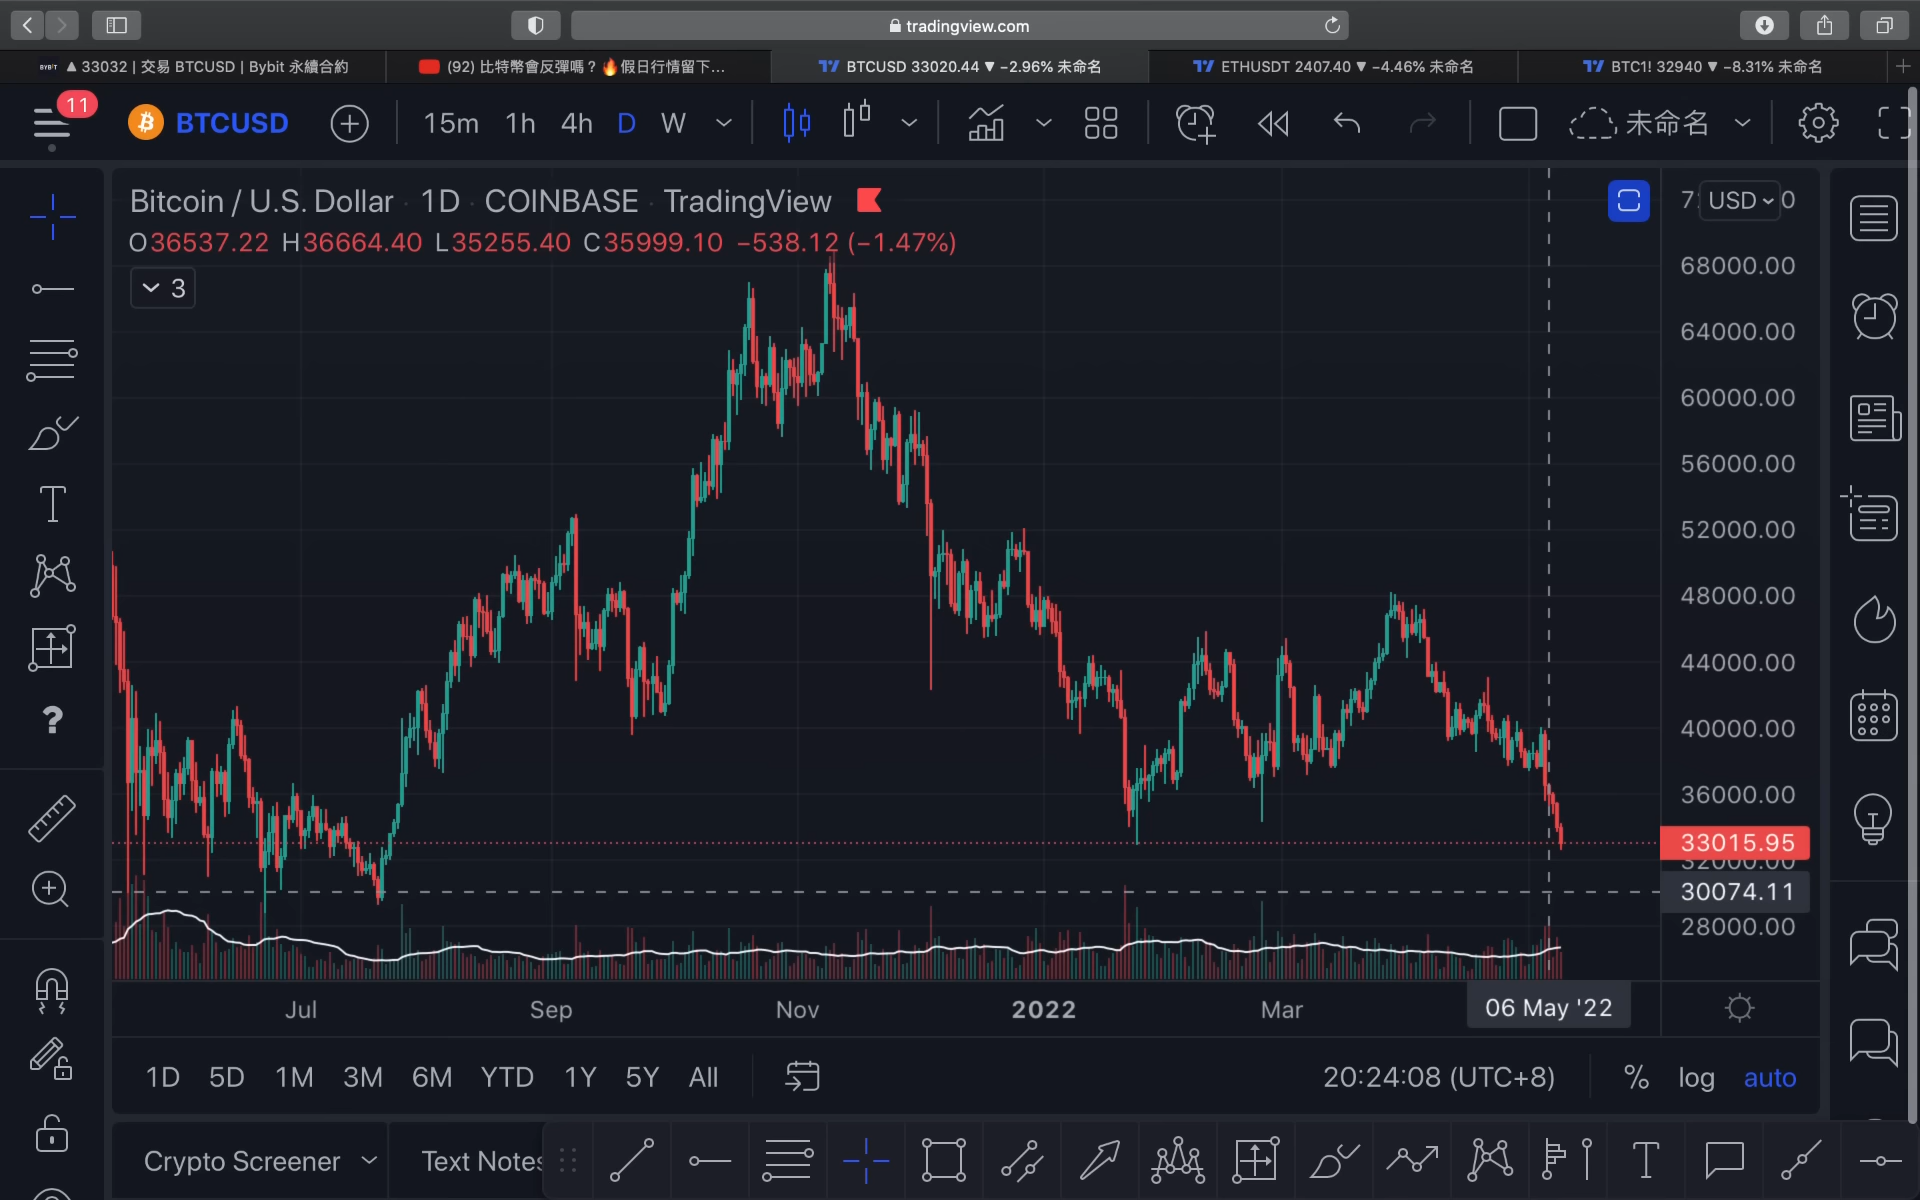 tradingview.com
BYBIT ▲33032 | 交易 BTCUSD | Bybit 永續合約
(92) 比特幣會反彈嗎？🔥假日行情留下...
BTCUSD 33020.44 ▼ −2.96% 未命名
ETHUSDT 2407.40 ▼ −4.46% 未命名
BTC1! 32940 ▼ −8.31% 未命名
11
BTCUSD
15m 1h 4h D W
未命名
Bitcoin / U.S. Dollar · 1D · COINBASE · TradingView
O36537.22 H36664.40 L35255.40 C35999.10 −538.12 (−1.47%)
3
USD
68000.00
64000.00
60000.00
56000.00
52000.00
48000.00
44000.00
40000.00
36000.00
33015.95
32000.00
30074.11
28000.00
Jul Sep Nov 2022 Mar 06 May '22
1D 5D 1M 3M 6M YTD 1Y 5Y All
20:24:08 (UTC+8) % log auto
Crypto Screener
Text Notes